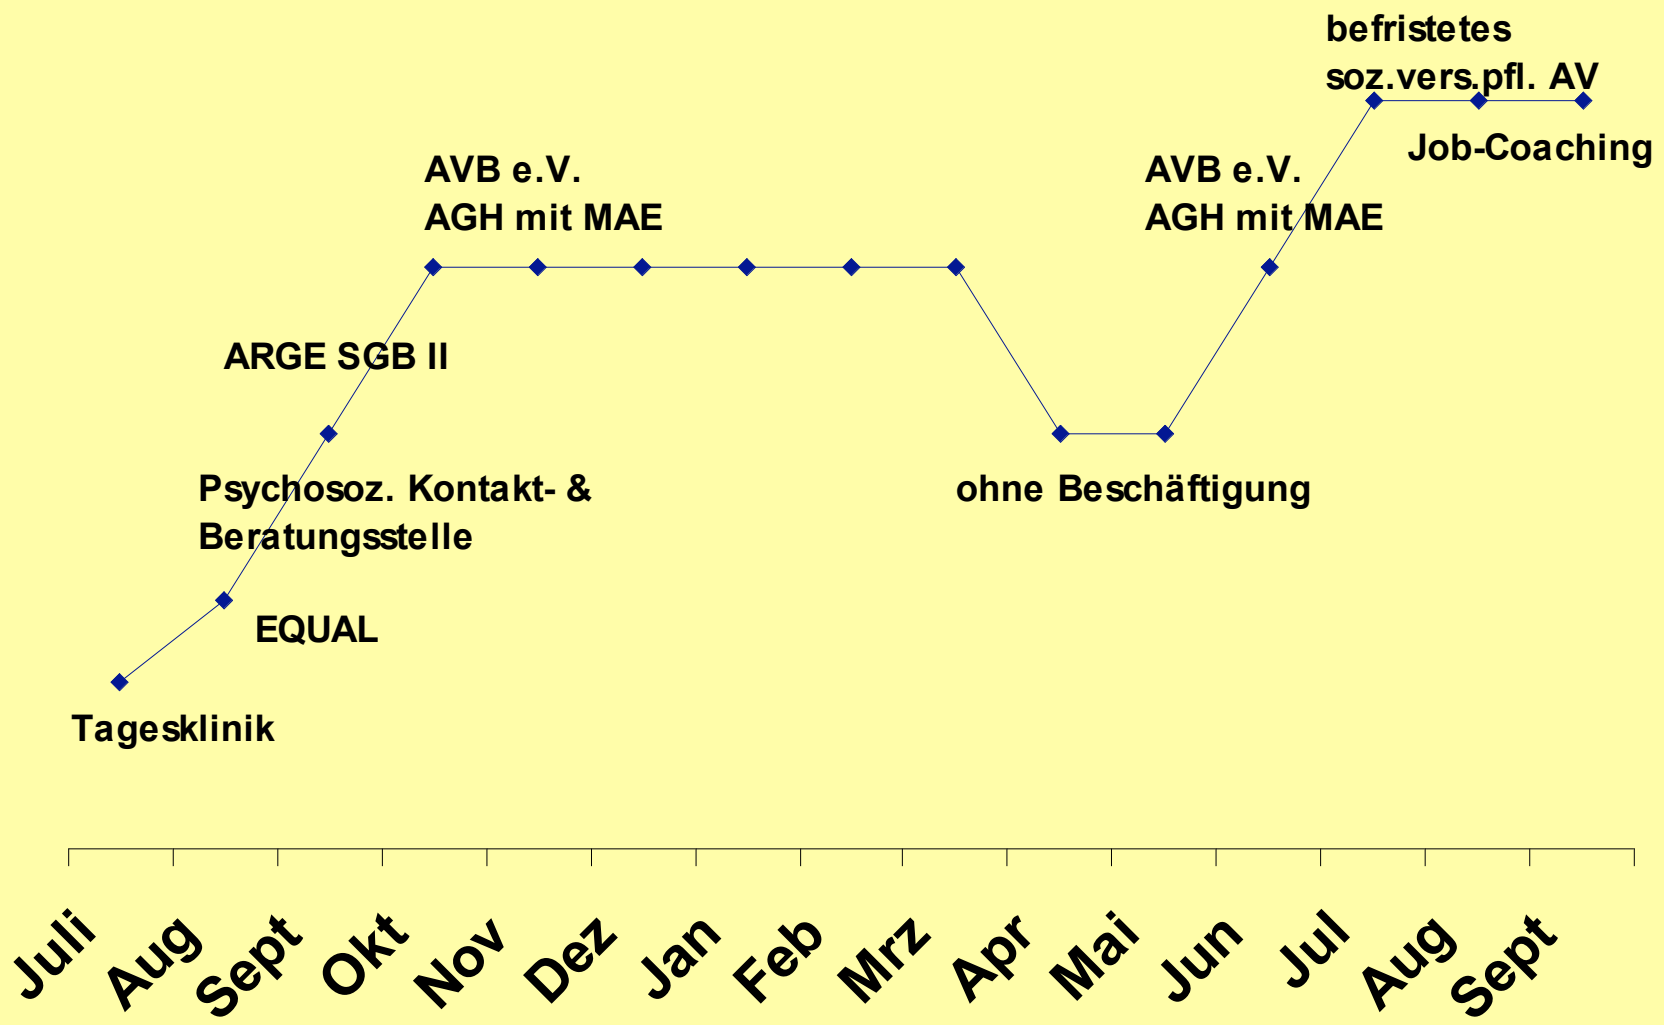 befristetes
soz.vers.pfl. AV
Job-Coaching
AVB e.V.
AGH mit MAE
AVB e.V.
AGH mit MAE
ARGE SGB II
Psychosoz. Kontakt- &
Beratungsstelle
ohne Beschäftigung
EQUAL
Tagesklinik
Juli
Aug
Sept
Okt
Nov
Dez
Jan
Feb
Mrz
Apr
Mai
Jun
Jul
Aug
Sept